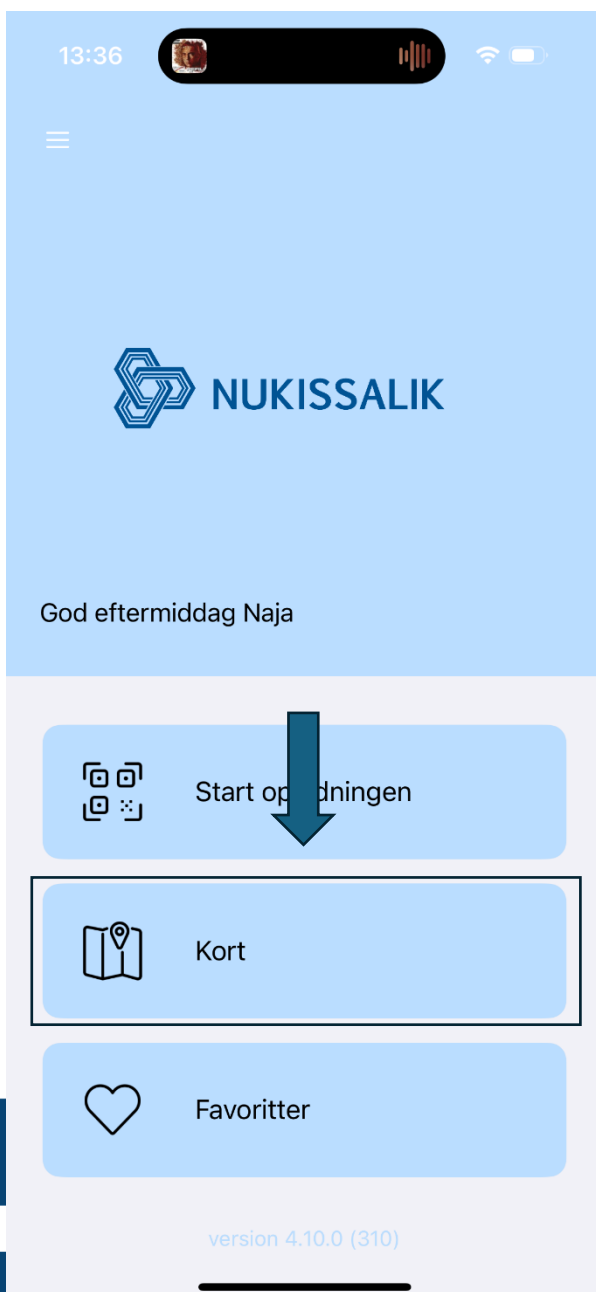 13:36
NUKISSALIK
God eftermiddag Naja
Start
Kort
Favoritter
version 4.10.0 (310)